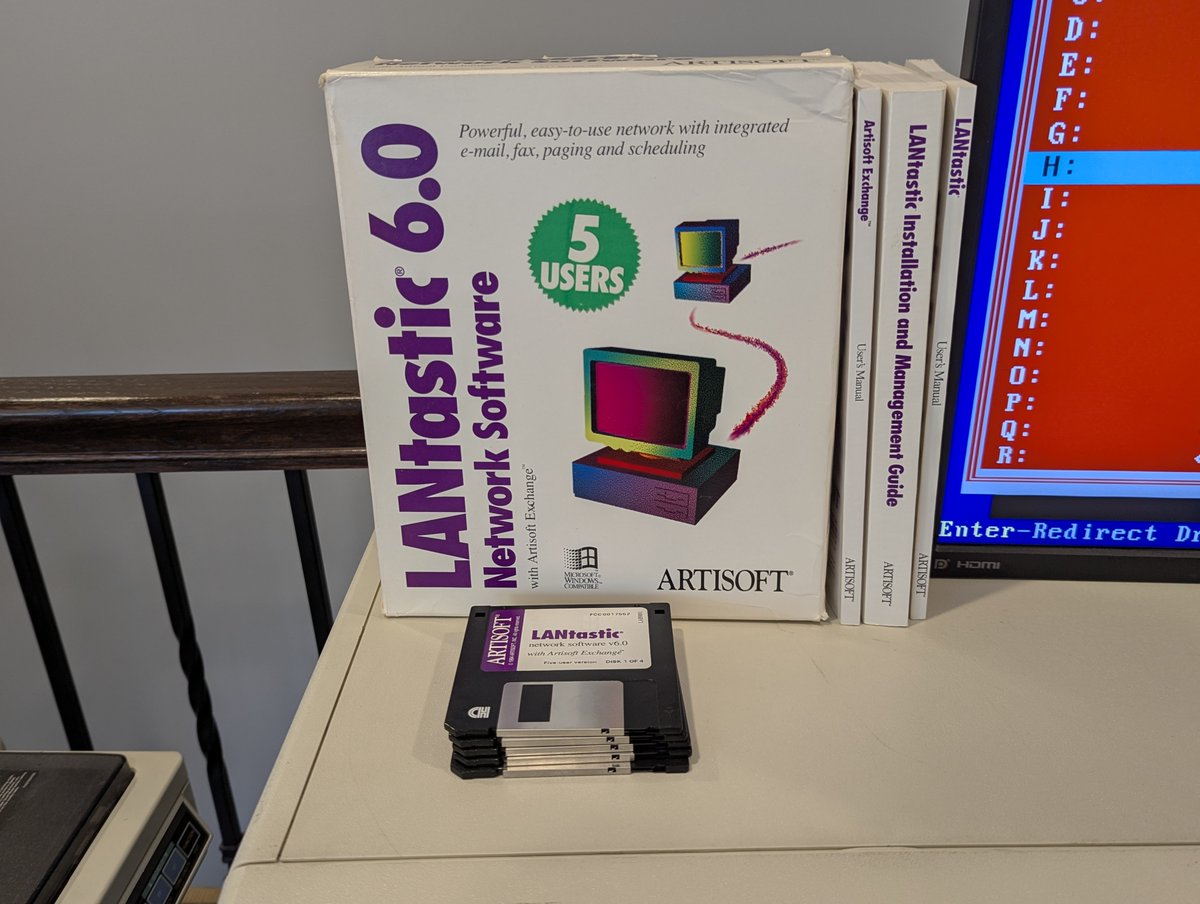 ARTISOFT
LANtastic® 6.0
Network Software
with Artisoft Exchange™
Powerful, easy-to-use network with integrated
e-mail, fax, paging and scheduling
5
USERS
MICROSOFT®
WINDOWS™
COMPATIBLE
ARTISOFT®
Artisoft Exchange™
User's Manual
ARTISOFT®
LANtastic Installation and Management Guide
ARTISOFT®
LANtastic
User's Manual
ARTISOFT®
D:
E:
F:
G:
H:
I:
J:
K:
L:
M:
N:
O:
P:
Q:
R:
Enter-Redirect Dr
HDMI
ARTISOFT®
LANtastic®
network software v6.0
with Artisoft Exchange™
Five-user version DISK 1 OF 4